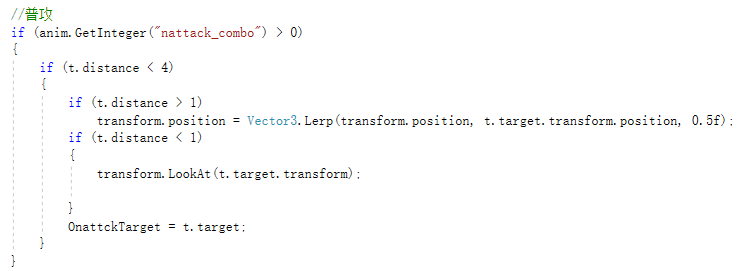 //普攻
if (anim.GetInteger("nattack_combo") > 0)
{
    if (t.distance < 4)
    {
        if (t.distance > 1)
            transform.position = Vector3.Lerp(transform.position, t.target.transform.position, 0.5f);
        if (t.distance < 1)
        {
            transform.LookAt(t.target.transform);

        }
        OnattckTarget = t.target;
    }
}